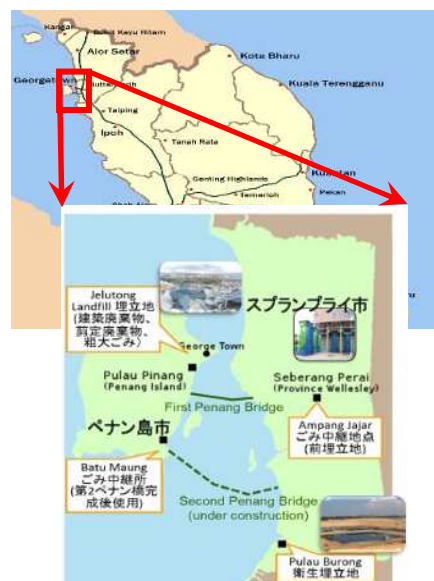 Kangar
Alor Setar
Kota Bharu
Georgetown
Kuala Terengganu
Taiping
Ipoh
Tanah Rata
Genting Highlands
Kuantan
Temerloh
Pekan
Jelutong
Landfill 埋立地
(建築廃棄物、
剪定廃棄物、
粗大ごみ)
スプランプライ市
George Town
Pulau Pinang
(Penang Island)
Seberang Perai
(Province Wellesley)
First Penang Bridge
ペナン島市
Ampang Jajar
ごみ中継地点
(前埋立地)
Batu Maung
ごみ中継所
(第2ペナン橋完
成後使用)
Second Penang Bridge
(under construction)
Pulau Burong
衛生埋立地